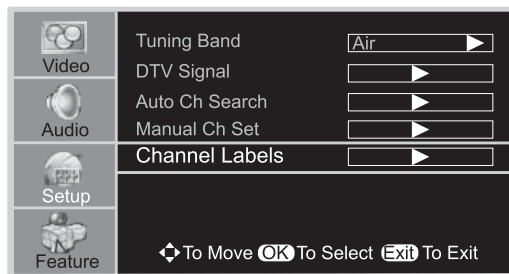 Video
Audio
Setup
Feature
Tuning Band Air
DTV Signal
Auto Ch Search
Manual Ch Set
Channel Labels
To Move OK To Select Exit To Exit